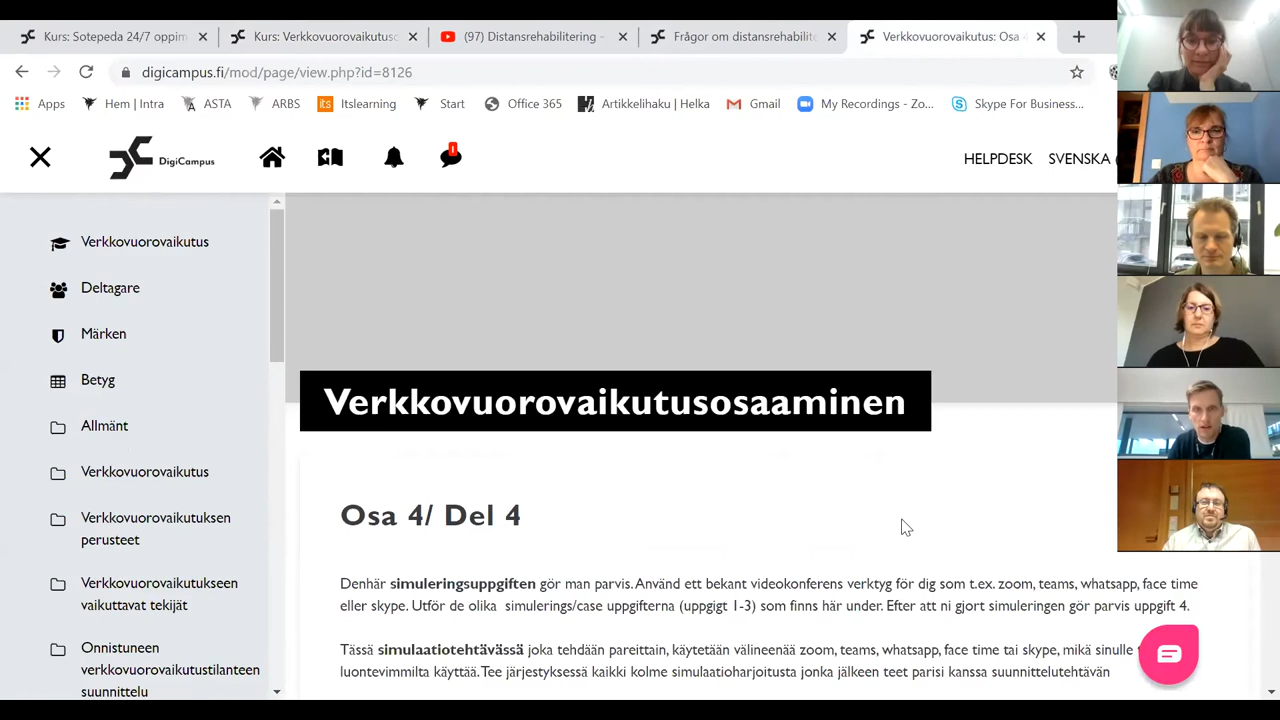 Kurs: Sotepeda 24/7 oppim
Kurs: Verkkovuorovaikutuso
(97) Distansrehabilitering -
Frågor om distansrehabilite
Verkkovuorovaikutus: Osa 4
digicampus.fi/mod/page/view.php?id=8126
Apps
Hem | Intra
ASTA
ARBS
its
Itslearning
Start
Office 365
Artikkelihaku | Helka
Gmail
My Recordings - Zo...
Skype For Business...
DigiCampus
HELPDESK
SVENSKA (
Verkkovuorovaikutus
Deltagare
Märken
Betyg
Allmänt
Verkkovuorovaikutus
Verkkovuorovaikutuksen
perusteet
Verkkovuorovaikutukseen
vaikuttavat tekijät
Onnistuneen
verkkovuorovaikutustilanteen
suunnittelu
Verkkovuorovaikutusosaaminen
Osa 4/ Del 4
Denhär simuleringsuppgiften gör man parvis. Använd ett bekant videokonferens verktyg för dig som t.ex. zoom, teams, whatsapp, face time
eller skype. Utför de olika simulerings/case uppgifterna (uppgigt 1-3) som finns här under. Efter att ni gjort simuleringen gör parvis uppgift 4.
Tässä simulaatiotehtävässä joka tehdään pareittain, käytetään välineenää zoom, teams, whatsapp, face time tai skype, mikä sinulle
luontevimmilta käyttää. Tee järjestyksessä kaikki kolme simulaatioharjoitusta jonka jälkeen teet parisi kanssa suunnittelutehtävän